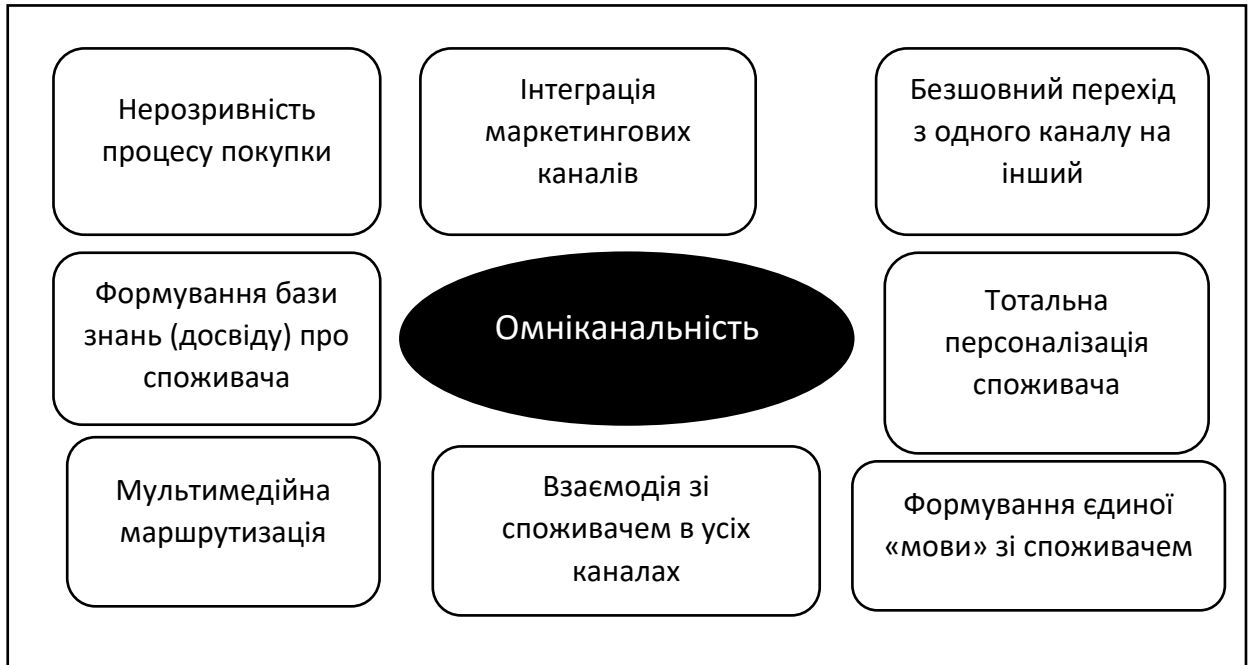 Нерозривність
процесу покупки
Інтеграція
маркетингових
каналів
Безшовний перехід
з одного каналу на
інший
Формування бази
знань (досвіду) про
споживача
Омніканальність
Тотальна
персоналізація
споживача
Мультимедійна
маршрутизація
Взаємодія зі
споживачем в усіх
каналах
Формування єдиної
«мови» зі споживачем